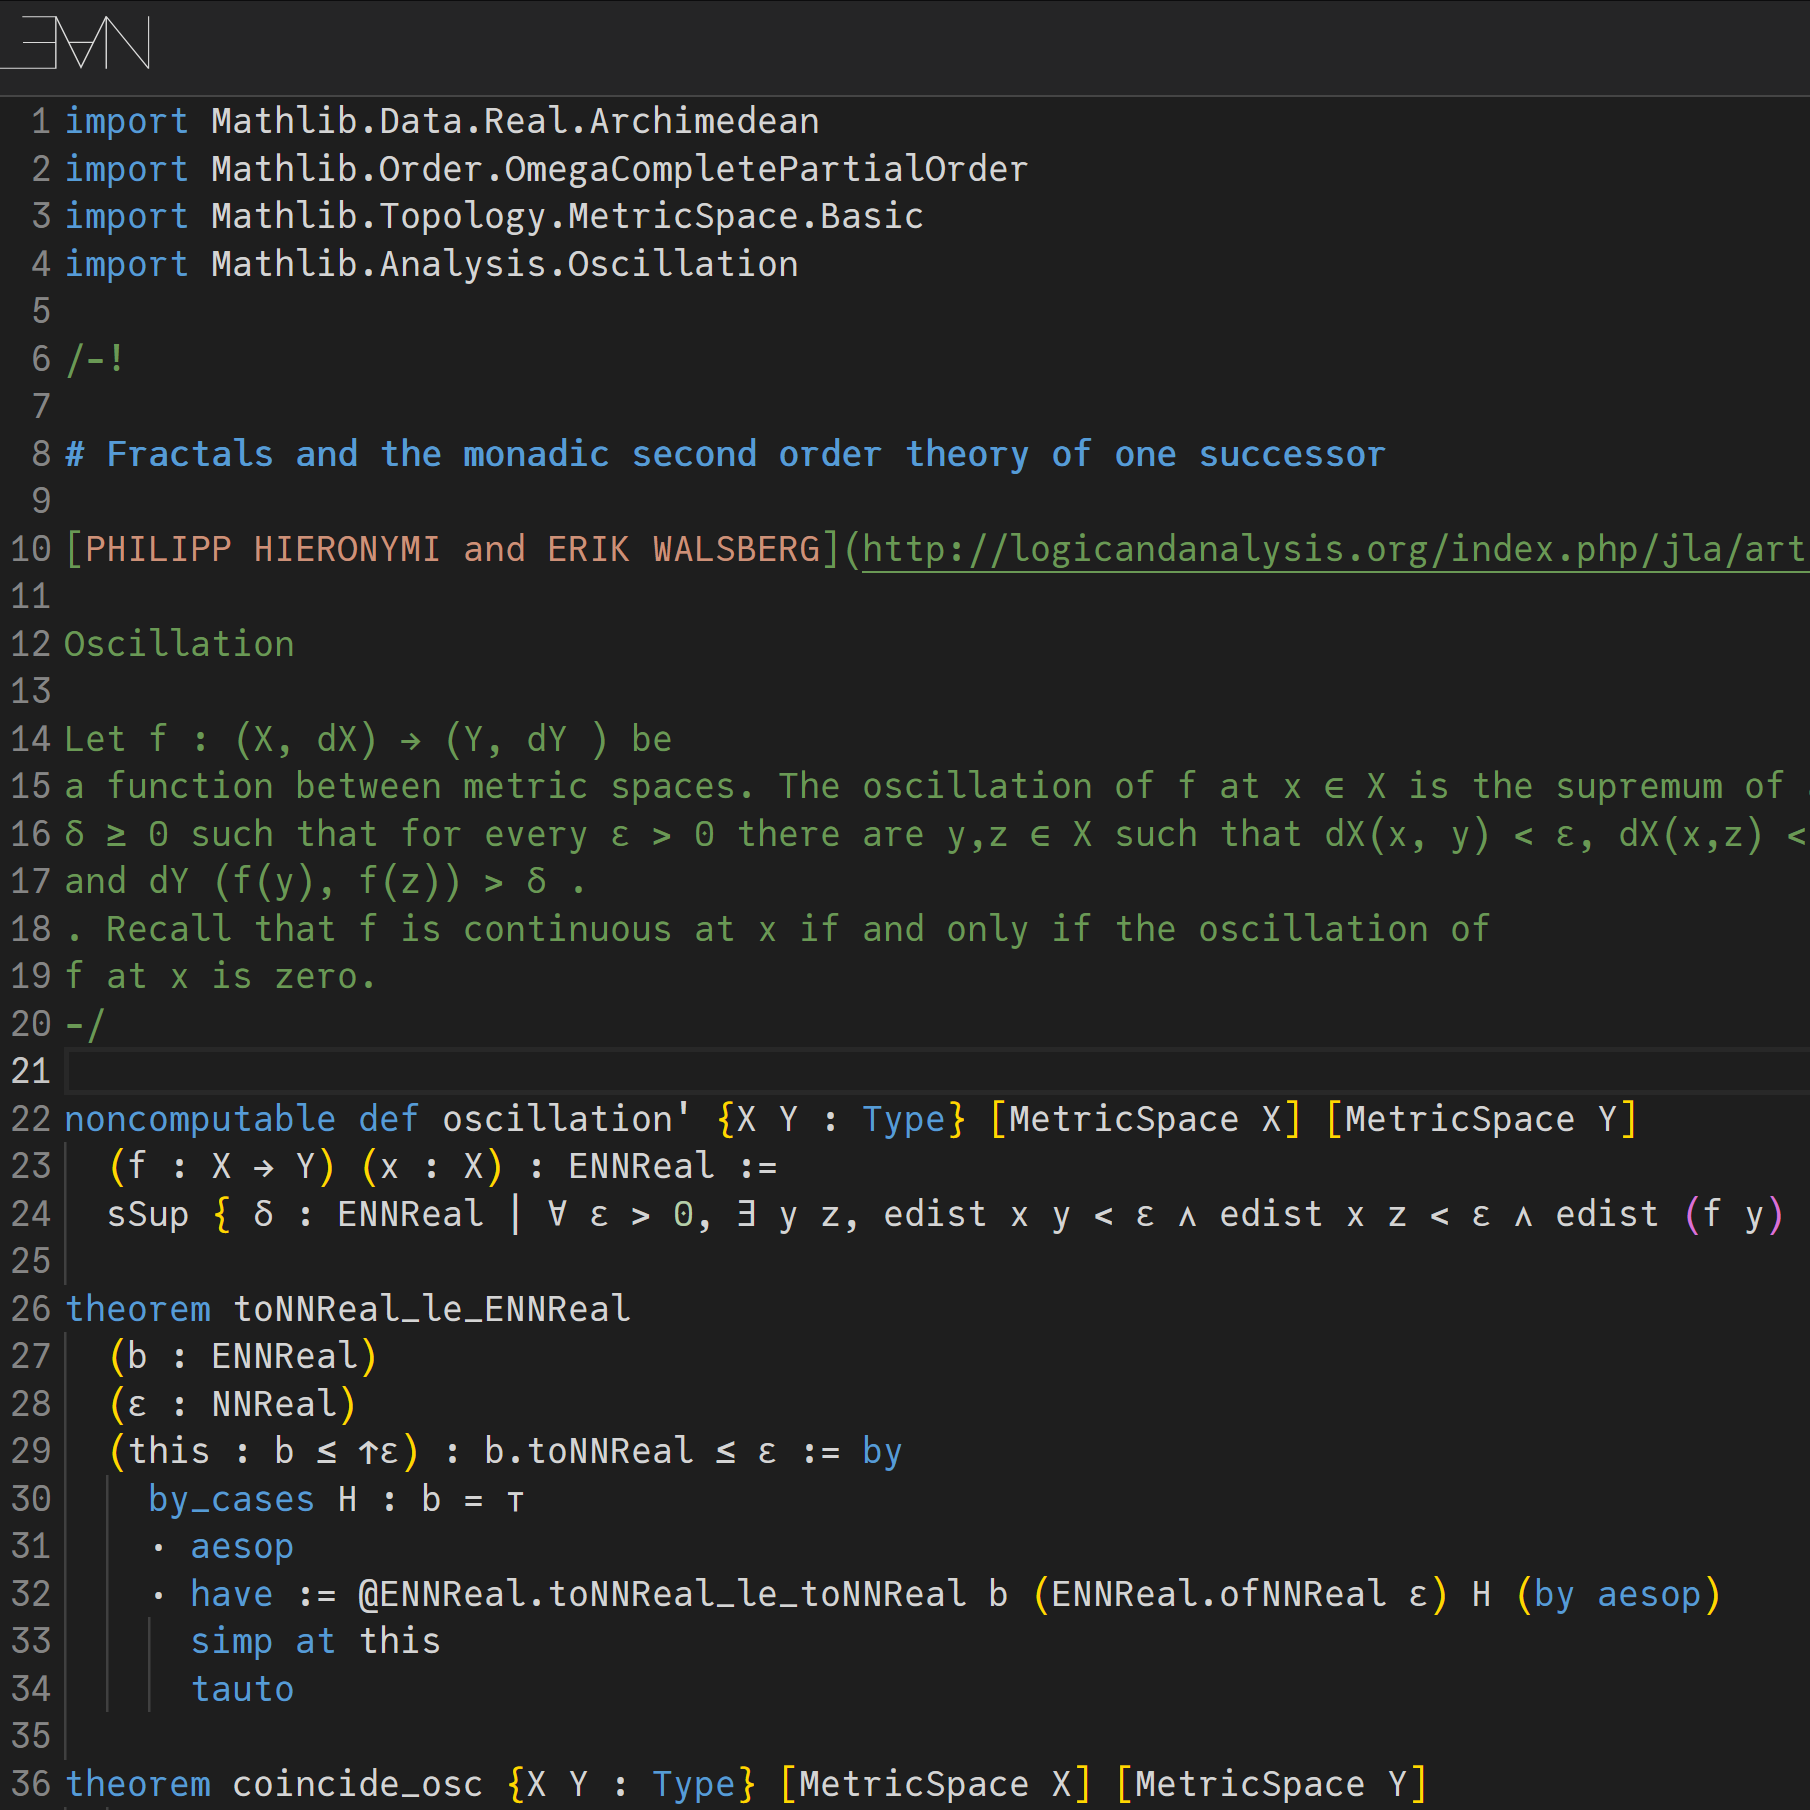 L∃∀N
1 import Mathlib.Data.Real.Archimedean
2 import Mathlib.Order.OmegaCompletePartialOrder
3 import Mathlib.Topology.MetricSpace.Basic
4 import Mathlib.Analysis.Oscillation
5
6 /-!
7
8 # Fractals and the monadic second order theory of one successor
9
10 [PHILIPP HIERONYMI and ERIK WALSBERG](http://logicandanalysis.org/index.php/jla/art
11
12 Oscillation
13
14 Let f : (X, dX) → (Y, dY ) be
15 a function between metric spaces. The oscillation of f at x ∈ X is the supremum of
16 δ ≥ 0 such that for every ε > 0 there are y,z ∈ X such that dX(x, y) < ε, dX(x,z) <
17 and dY (f(y), f(z)) > δ .
18 . Recall that f is continuous at x if and only if the oscillation of
19 f at x is zero.
20 -/
21
22 noncomputable def oscillation' {X Y : Type} [MetricSpace X] [MetricSpace Y]
23 (f : X → Y) (x : X) : ENNReal :=
24 sSup { δ : ENNReal | ∀ ε > 0, ∃ y z, edist x y < ε ∧ edist x z < ε ∧ edist (f y)
25
26 theorem toNNReal_le_ENNReal
27 (b : ENNReal)
28 (ε : NNReal)
29 (this : b ≤ ↑ε) : b.toNNReal ≤ ε := by
30 by_cases H : b = ⊤
31 · aesop
32 · have := @ENNReal.toNNReal_le_toNNReal b (ENNReal.ofNNReal ε) H (by aesop)
33 simp at this
34 tauto
35
36 theorem coincide_osc {X Y : Type} [MetricSpace X] [MetricSpace Y]